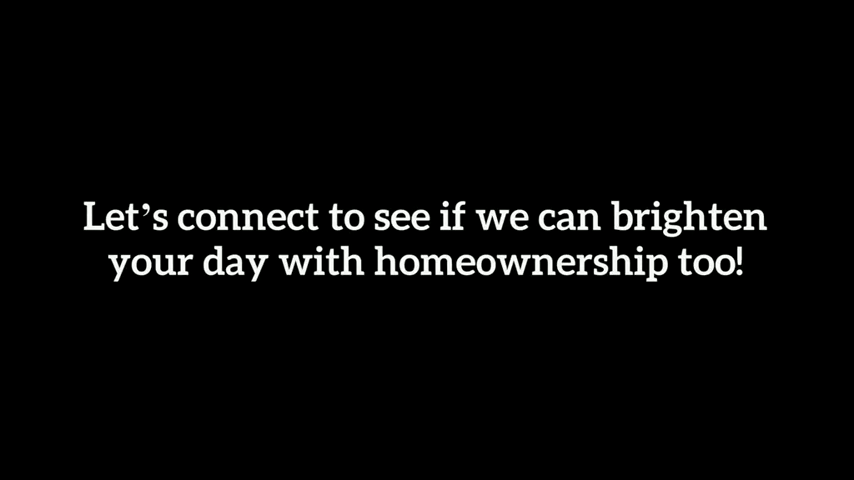 Let’s connect to see if we can brighten
your day with homeownership too!